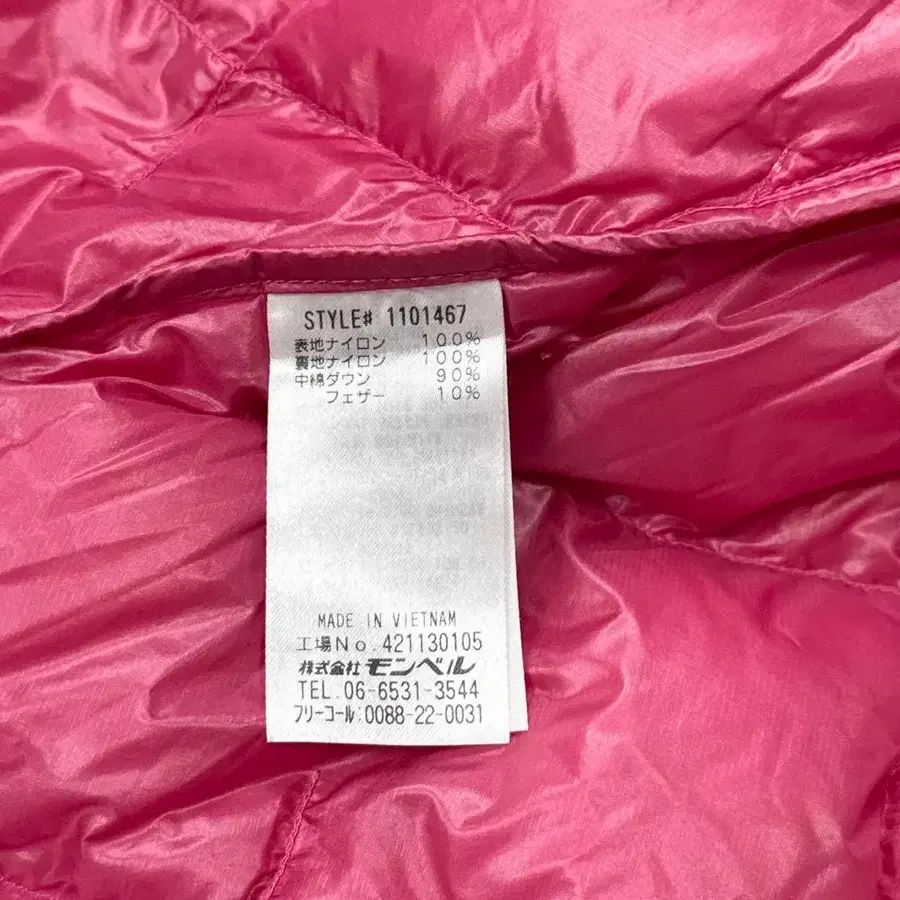 STYLE# 1101467
表地ナイロン 100%
裏地ナイロン 100%
中綿ダウン 90%
フェザー 10%
MADE IN VIETNAM
工場No.421130105
株式会社 モンベル
TEL.06-6531-3544
フリーコール:0088-22-0031